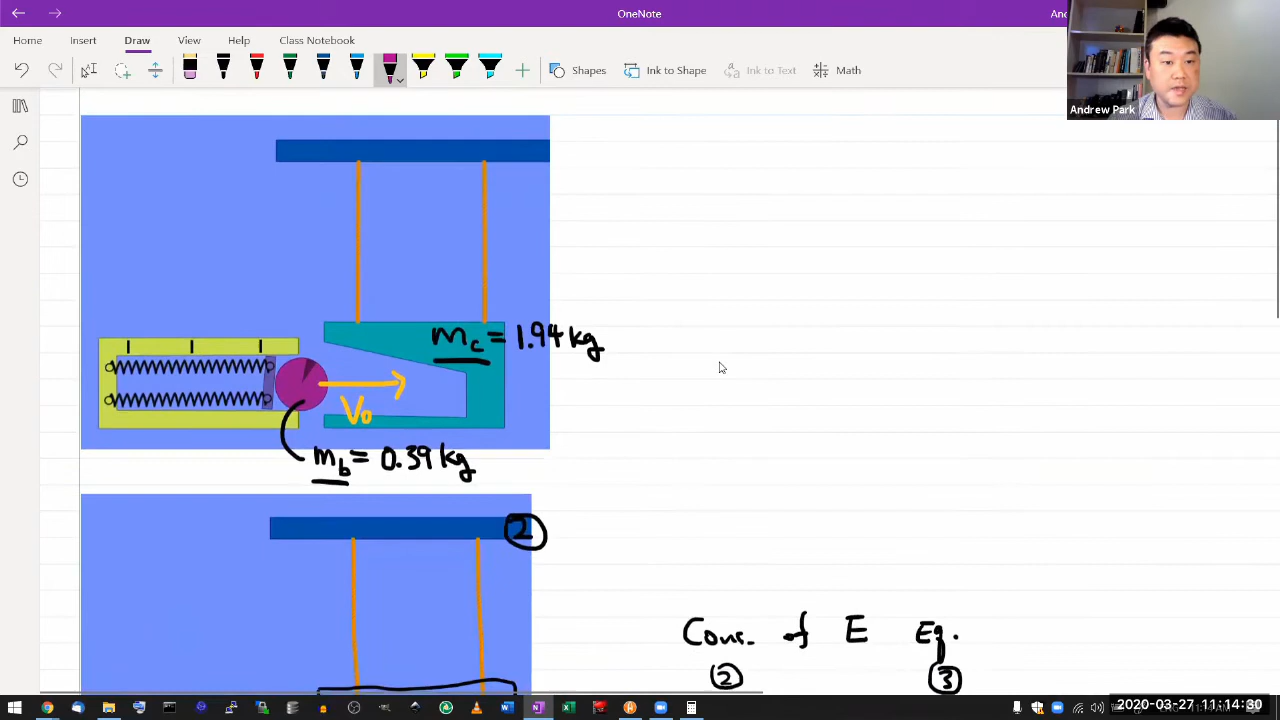 OneNote
An
Home Insert Draw View Help Class Notebook
Shapes Ink to Shape Ink to Text Math
Andrew Park
m_c = 1.94 kg
V_0
m_b = 0.39 kg
②
Cons. of E Eq.
② ③
2020-03-27 11:14:30